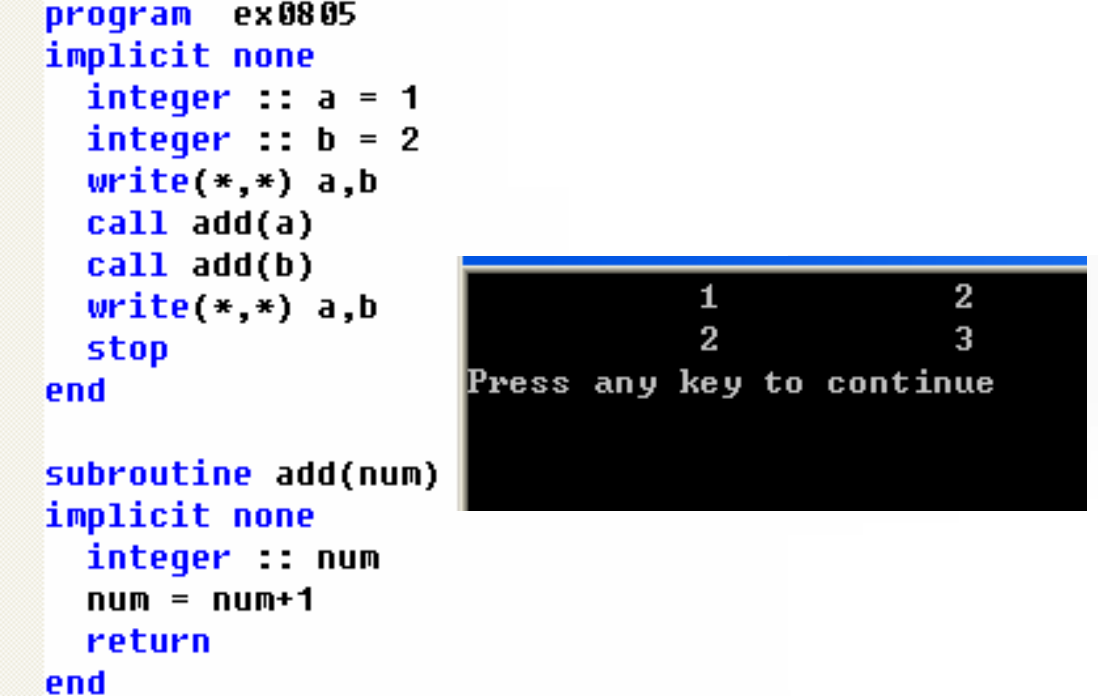 program  ex0805
implicit none
  integer :: a = 1
  integer :: b = 2
  write(*,*) a,b
  call add(a)
  call add(b)
  write(*,*) a,b
  stop
end

subroutine add(num)
implicit none
  integer :: num
  num = num+1
  return
end
           1           2
           2           3
Press any key to continue